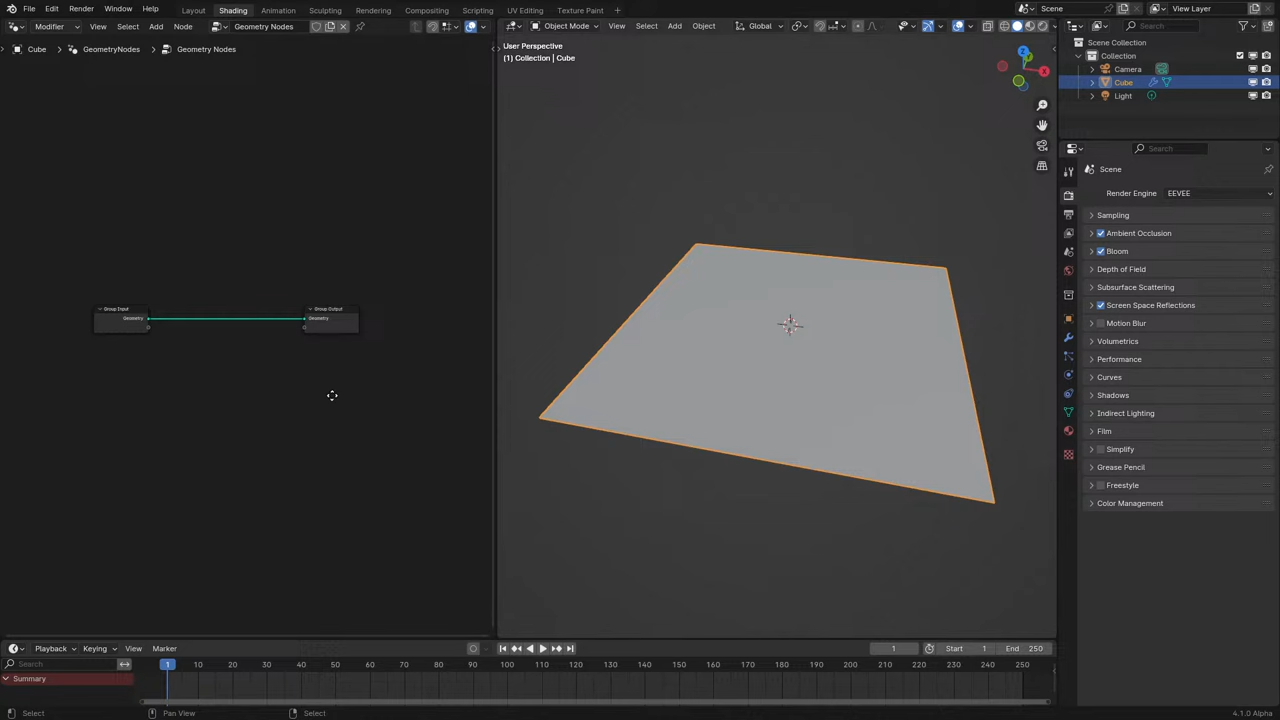 File Edit Render Window Help Layout Shading Animation Sculpting Rendering Compositing Scripting UV Editing Texture Paint + Scene View Layer
Modifier View Select Add Node Geometry Nodes Object Mode View Select Add Object Global Search
Cube > GeometryNodes > Geometry Nodes
User Perspective
(1) Collection | Cube
Z
X
Scene Collection
Collection
Camera
Cube
Light
Search
Scene
Render Engine EEVEE
Sampling
Ambient Occlusion
Bloom
Depth of Field
Subsurface Scattering
Screen Space Reflections
Motion Blur
Volumetrics
Performance
Curves
Shadows
Indirect Lighting
Film
Simplify
Grease Pencil
Freestyle
Color Management
Group Input
Geometry
Group Output
Geometry
Playback Keying View Marker 1 Start 1 End 250
Search 1 10 20 30 40 50 60 70 80 90 100 110 120 130 140 150 160 170 180 190 200 210 220 230 240 250
Summary
Select Pan View Select 4.1.0 Alpha